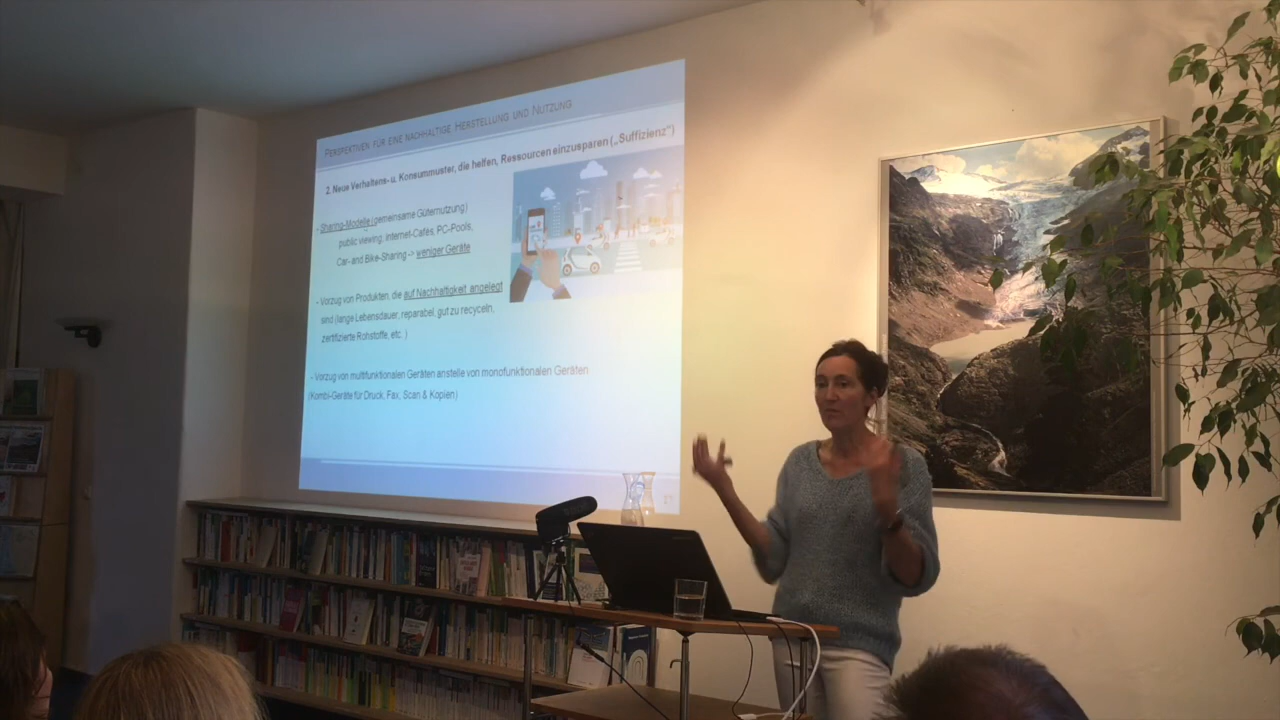 PERSPEKTIVEN FÜR EINE NACHHALTIGE HERSTELLUNG UND NUTZUNG
2. Neue Verhaltens- u. Konsummuster, die helfen, Ressourcen einzusparen („Suffizienz")
- Sharing-Modelle (gemeinsame Güternutzung)
public viewing, Internet-Cafés, PC-Pools,
Car- and Bike-Sharing -> weniger Geräte
- Vorzug von Produkten, die auf Nachhaltigkeit angelegt
sind (lange Lebensdauer, reparabel, gut zu recyceln,
zertifizierte Rohstoffe, etc. )
- Vorzug von multifunktionalen Geräten anstelle von monofunktionalen Geräten
(Kombi-Geräte für Druck, Fax, Scan & Kopien)